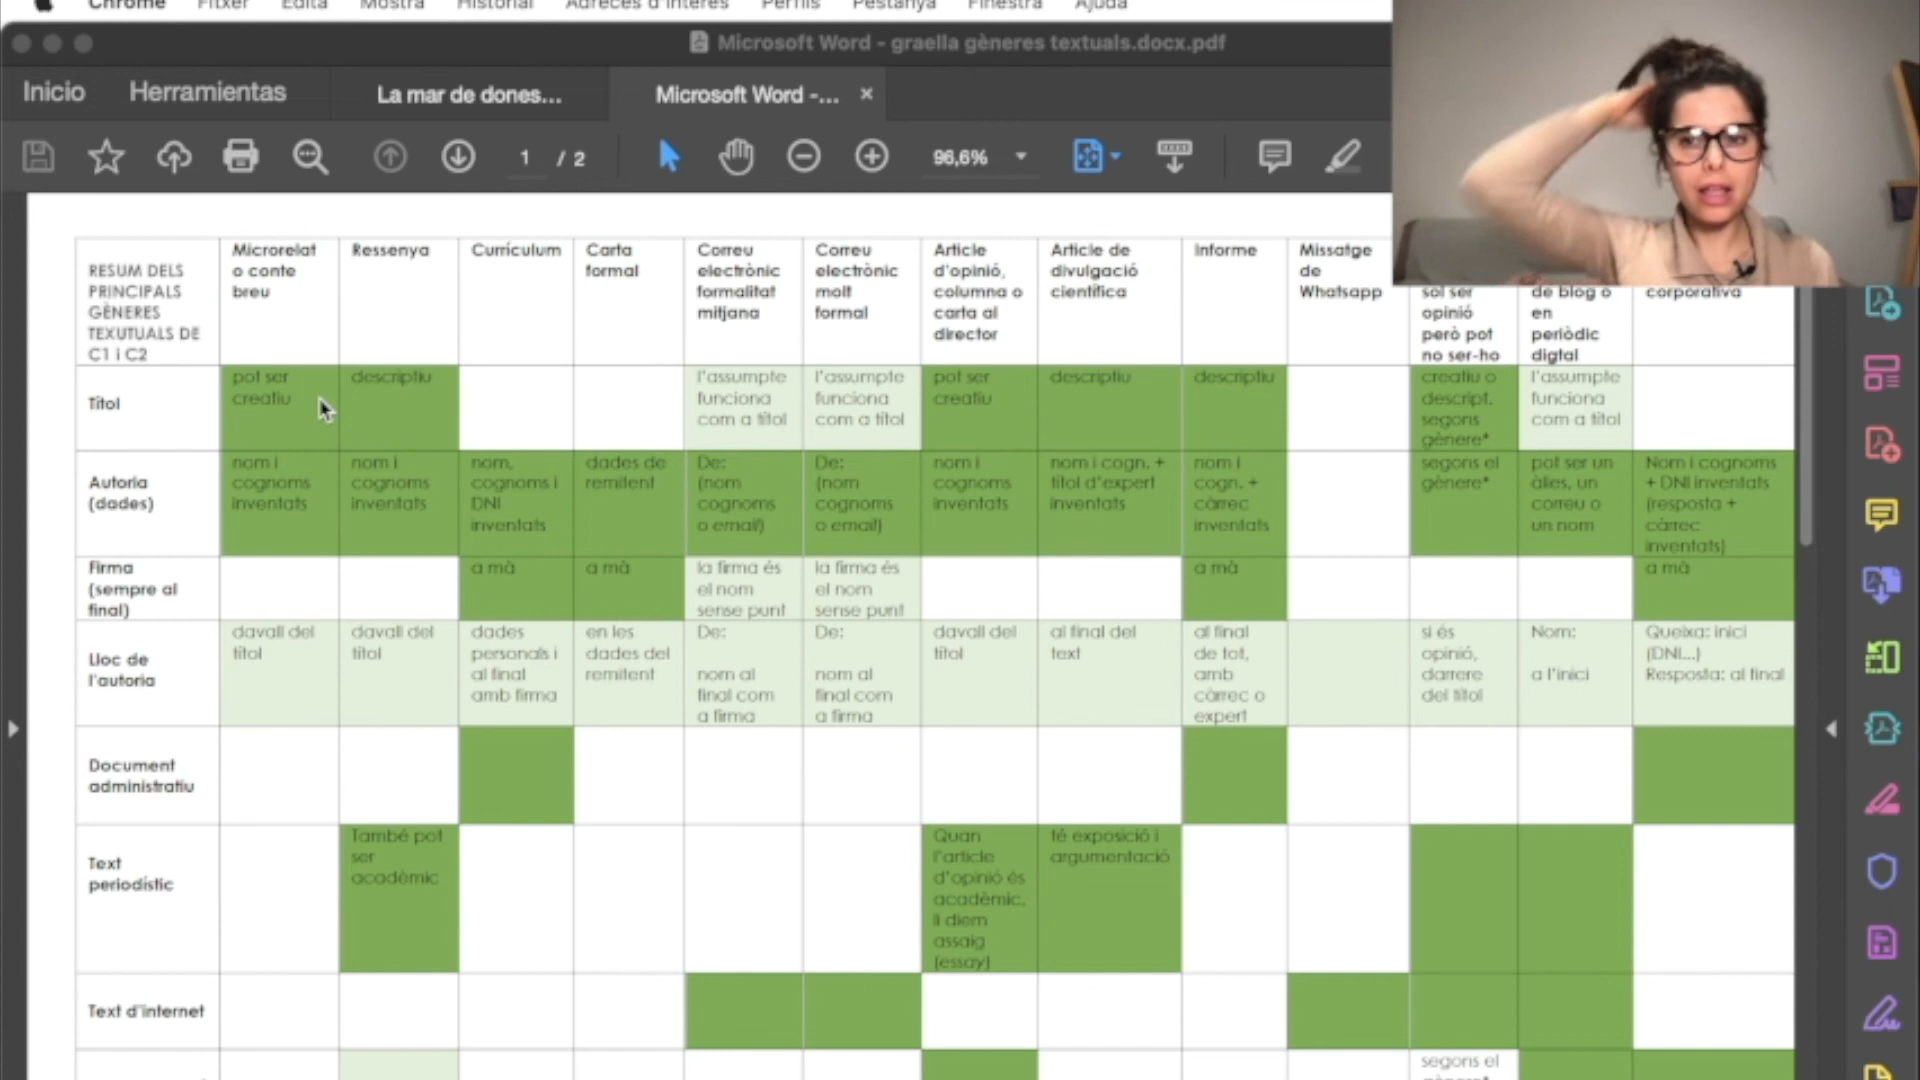 Chrome Fitxer Edita Mostra Historial Adreces d'interès Perfils Pestanya Finestra Ajuda
Microsoft Word - graella gèneres textuals.docx.pdf
Inicio Herramientas La mar de dones... Microsoft Word -... ×
1 / 2 96,6%
RESUM DELS
PRINCIPALS
GÈNERES
TEXUTUALS DE
C1 i C2
Microrelat
o conte
breu
Ressenya
Currículum
Carta
formal
Correu
electrònic
formalitat
mitjana
Correu
electrònic
molt
formal
Article
d'opinió,
columna o
carta al
director
Article de
divulgació
científica
Informe
Missatge
de
Whatsapp
sol ser
opinió
però pot
no ser-ho
de blog o
en
periòdic
digtal
corporativa
Títol
pot ser
creatiu
descriptiu
l'assumpte
funciona
com a títol
l'assumpte
funciona
com a títol
pot ser
creatiu
descriptiu
descriptiu
creatiu o
descript.
segons
gènere*
l'assumpte
funciona
com a títol
Autoria
(dades)
nom i
cognoms
inventats
nom i
cognoms
inventats
nom,
cognoms i
DNI
inventats
dades de
remitent
De:
(nom
cognoms
o email)
De:
(nom
cognoms
o email)
nom i
cognoms
inventats
nom i cogn. +
títol d'expert
inventats
nom i
cogn. +
càrrec
inventats
segons el
gènere*
pot ser un
àlies, un
correu o
un nom
Nom i cognoms
+ DNI inventats
(resposta +
càrrec
inventats)
Firma
(sempre al
final)
a mà
a mà
la firma és
el nom
sense punt
la firma és
el nom
sense punt
a mà
a mà
Lloc de
l'autoria
davall del
títol
davall del
títol
dades
personals i
al final
amb firma
en les
dades del
remitent
De:
nom al
final com
a firma
De:
nom al
final com
a firma
davall del
títol
al final del
text
al final
de tot,
amb
càrrec o
expert
si és
opinió,
darrere
del títol
Nom:
a l'inici
Queixa: inici
(DNI...)
Resposta: al final
Document
administratiu
Text
periodístic
També pot
ser
acadèmic
Quan
l'article
d'opinió és
acadèmic,
li diem
assaig
(essay)
té exposició i
argumentació
Text d'internet
segons el